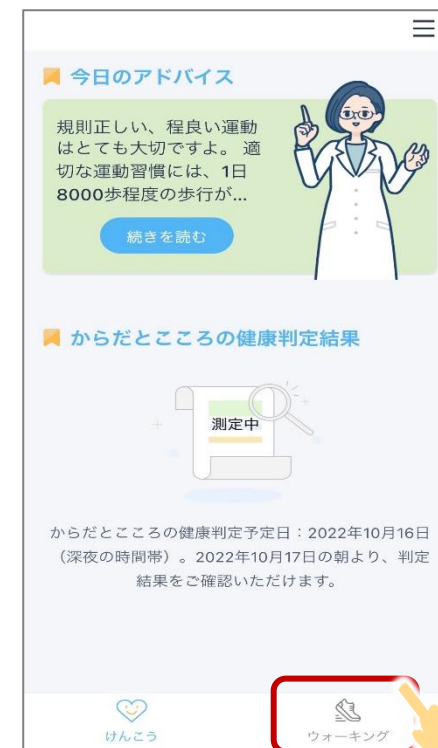 今日のアドバイス
規則正しい、程良い運動
はとても大切ですよ。 適
切な運動習慣には、1日
8000歩程度の歩行が...
続きを読む
からだとこころの健康判定結果
測定中
からだとこころの健康判定予定日：2022年10月16日
（深夜の時間帯）。2022年10月17日の朝より、判定
結果をご確認いただけます。
けんこう
ウォーキング